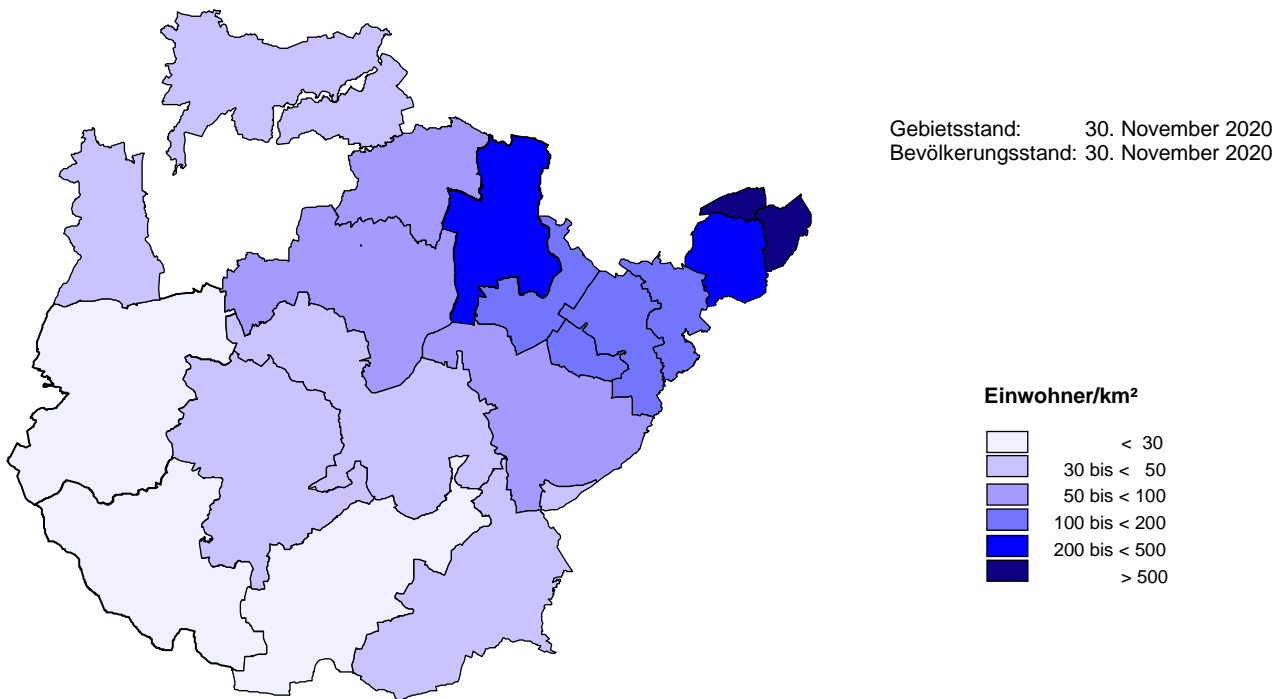 Gebietsstand: 30. November 2020
Bevölkerungsstand: 30. November 2020
Einwohner/km²
< 30
30 bis < 50
50 bis < 100
100 bis < 200
200 bis < 500
> 500